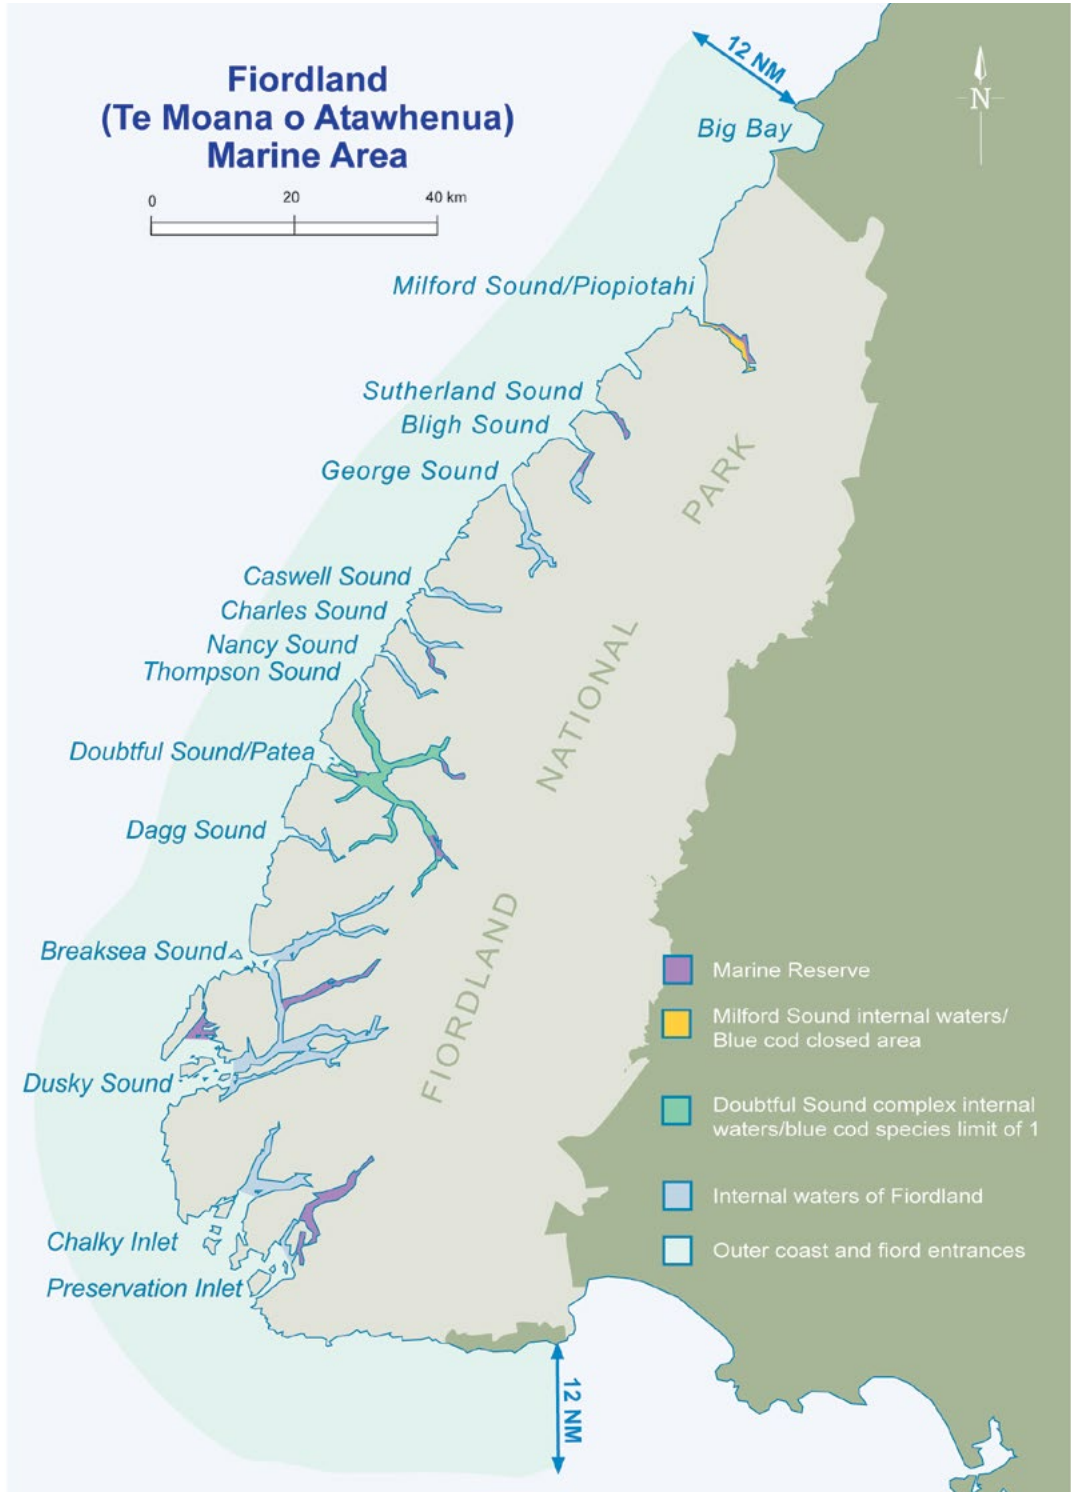 Fiordland
(Te Moana o Atawhenua)
Marine Area
0 20 40 km
12 NM
N
Big Bay
Milford Sound/Piopiotahi
Sutherland Sound
Bligh Sound
George Sound
Caswell Sound
Charles Sound
Nancy Sound
Thompson Sound
Doubtful Sound/Patea
Dagg Sound
Breaksea Sound
Dusky Sound
Chalky Inlet
Preservation Inlet
FIORDLAND
NATIONAL
PARK
Marine Reserve
Milford Sound internal waters/
Blue cod closed area
Doubtful Sound complex internal
waters/blue cod species limit of 1
Internal waters of Fiordland
Outer coast and fiord entrances
12 NM